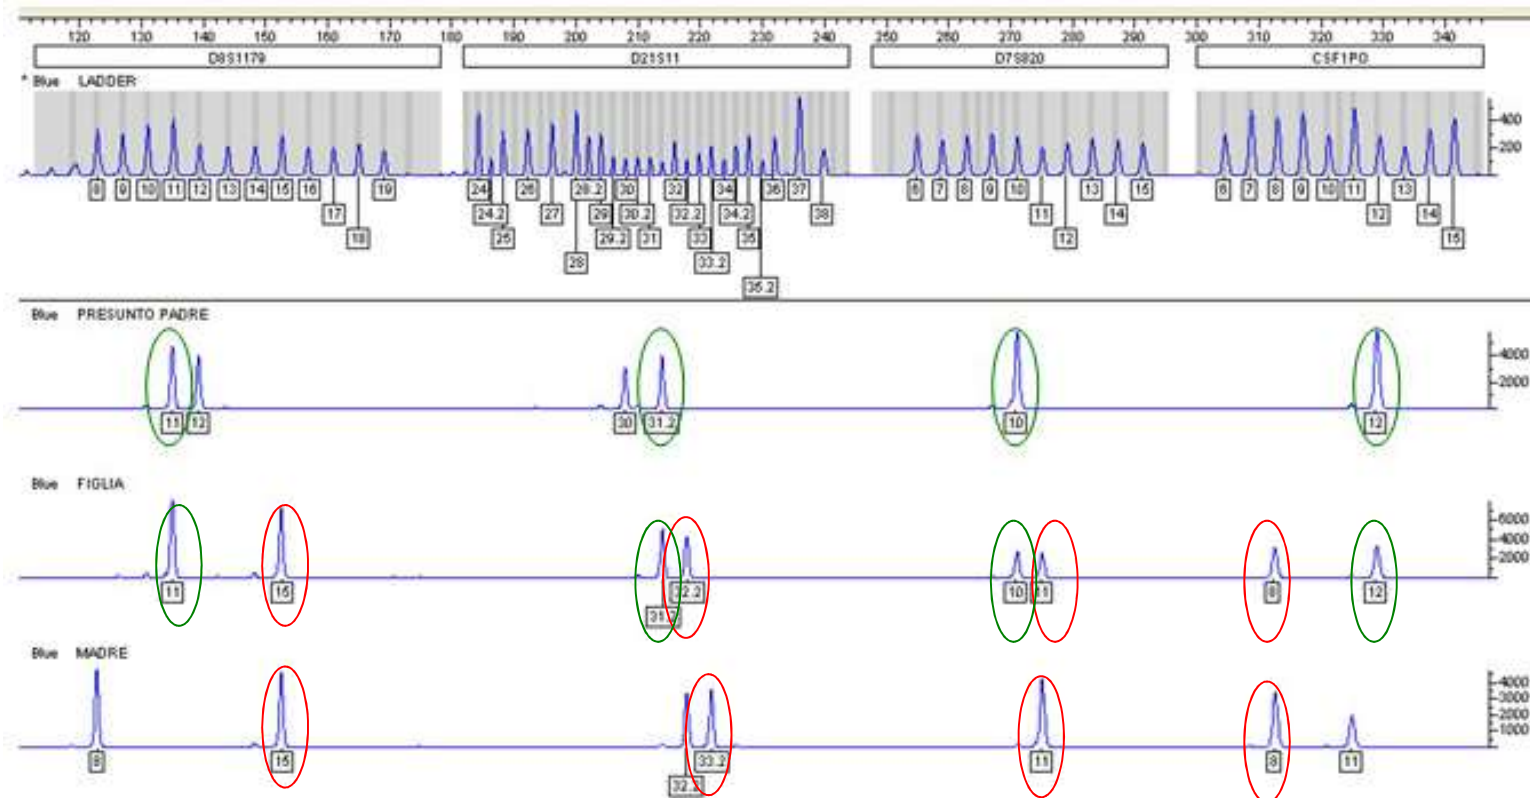 120 130 140 150 160 170 180 190 200 210 220 230 240 250 260 270 280 290 300 310 320 330 340
D8S1179 D21S11 D7S820 CSF1PO
* Blue LADDER
400
200
8 9 10 11 12 13 14 15 16 19 24 26 28.2 30 32 34 36 37 6 7 8 9 10 13 15 6 7 8 9 10 11 13
17 24.2 27 29 30.2 32.2 34.2 38 11 14 12 14
18 25 29.2 31 33 35 12 15
28 33.2
35.2
Blue PRESUNTO PADRE
4000
2000
11 12 30 31.2 10 12
Blue FIGLIA
6000
4000
2000
11 15 32.2 10 11 8 12
31.2
Blue MADRE
4000
3000
2000
1000
8 15 33.2 11 8 11
32.2